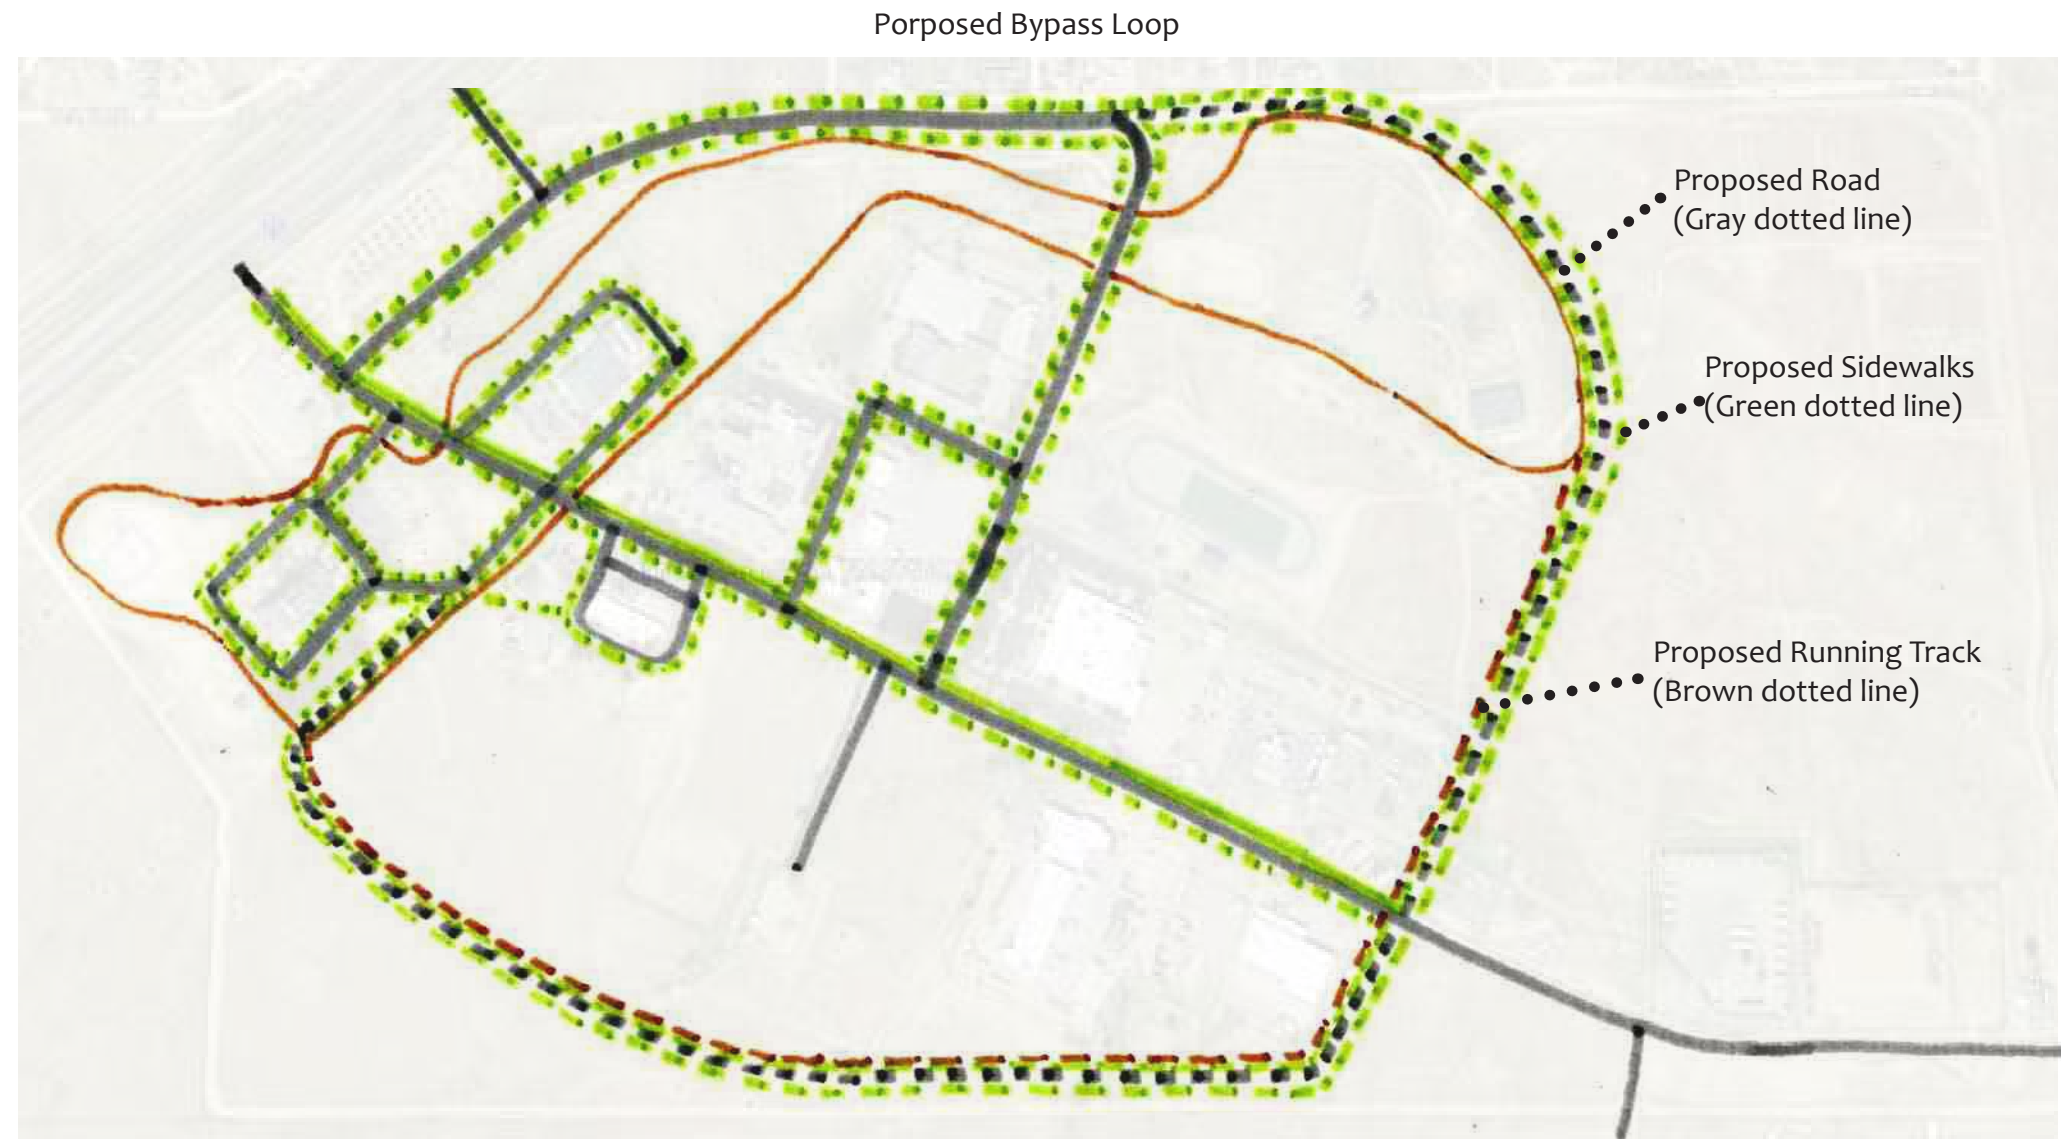 Porposed Bypass Loop
Proposed Road
(Gray dotted line)
Proposed Sidewalks
(Green dotted line)
Proposed Running Track
(Brown dotted line)